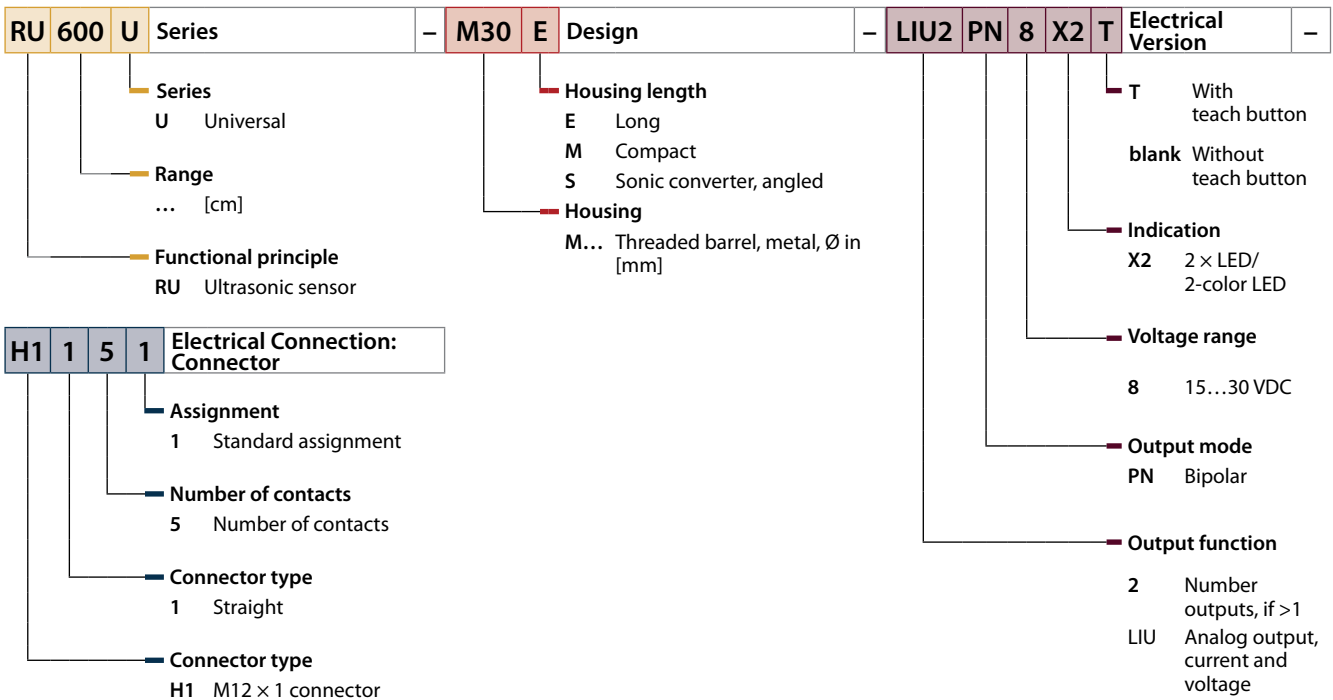 RU 600 U Series – M30 E Design – LIU2 PN 8 X2 T Electrical Version –
Series
U Universal
Range
… [cm]
Functional principle
RU Ultrasonic sensor
Housing length
E Long
M Compact
S Sonic converter, angled
Housing
M… Threaded barrel, metal, Ø in
[mm]
T With
teach button
blank Without
teach button
Indication
X2 2 × LED/
2-color LED
Voltage range
8 15…30 VDC
Output mode
PN Bipolar
Output function
2 Number
outputs, if >1
LIU Analog output,
current and
voltage
H1 1 5 1 Electrical Connection:
Connector
Assignment
1 Standard assignment
Number of contacts
5 Number of contacts
Connector type
1 Straight
Connector type
H1 M12 × 1 connector